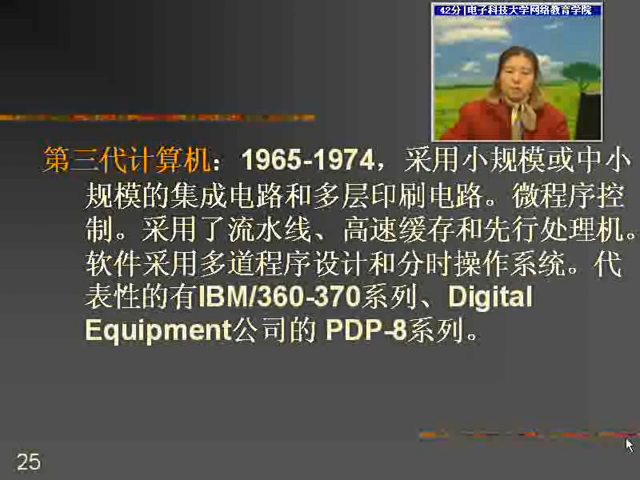 42分|电子科技大学网络教育学院
第三代计算机：1965-1974，采用小规模或中小
规模的集成电路和多层印刷电路。微程序控
制。采用了流水线、高速缓存和先行处理机。
软件采用多道程序设计和分时操作系统。代
表性的有IBM/360-370系列、Digital
Equipment公司的 PDP-8系列。
25